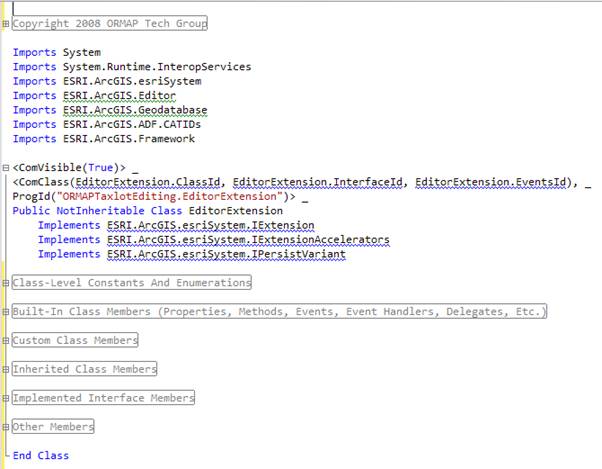 Copyright 2008 ORMAP Tech Group
Imports System
Imports System.Runtime.InteropServices
Imports ESRI.ArcGIS.esriSystem
Imports ESRI.ArcGIS.Editor
Imports ESRI.ArcGIS.Geodatabase
Imports ESRI.ArcGIS.ADF.CATIDs
Imports ESRI.ArcGIS.Framework
<ComVisible(True)> _
<ComClass(EditorExtension.ClassId, EditorExtension.InterfaceId, EditorExtension.EventsId), _
ProgId("ORMAPTaxlotEditing.EditorExtension")> _
Public NotInheritable Class EditorExtension
    Implements ESRI.ArcGIS.esriSystem.IExtension
    Implements ESRI.ArcGIS.esriSystem.IExtensionAccelerators
    Implements ESRI.ArcGIS.esriSystem.IPersistVariant
Class-Level Constants And Enumerations
Built-In Class Members (Properties, Methods, Events, Event Handlers, Delegates, Etc.)
Custom Class Members
Inherited Class Members
Implemented Interface Members
Other Members
End Class